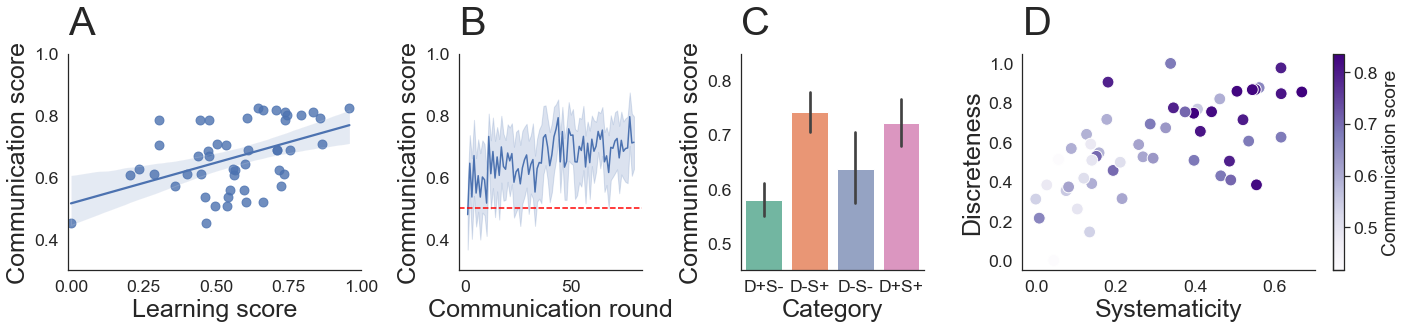 A
Communication score
1.0
0.8
0.6
0.4
0.00
0.25
0.50
0.75
1.00
Learning score
B
Communication score
1.0
0.8
0.6
0.4
0
50
Communication round
C
Communication score
0.8
0.7
0.6
0.5
D+S-
D-S+
D-S-
D+S+
Category
D
Discreteness
1.0
0.8
0.6
0.4
0.2
0.0
0.0
0.2
0.4
0.6
Systematicity
0.8
0.7
0.6
0.5
Communication score